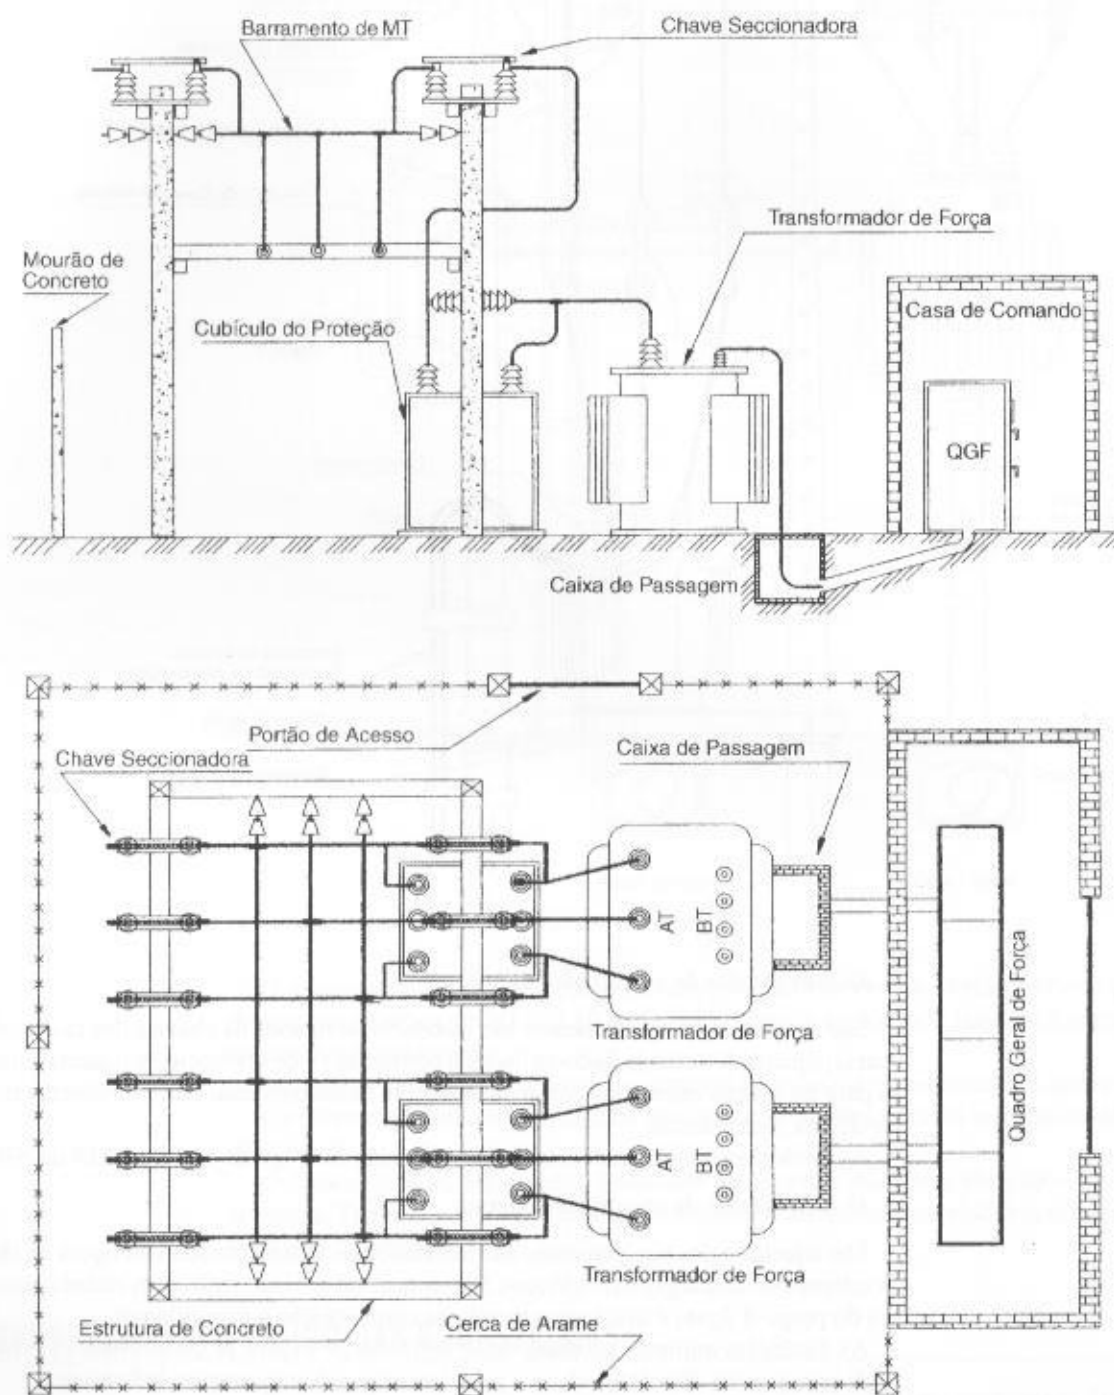 Barramento de MT
Chave Seccionadora
Transformador de Força
Mourão de
Concreto
Casa de Comando
Cubículo do Proteção
QGF
Caixa de Passagem
Portão de Acesso
Caixa de Passagem
Chave Seccionadora
AT
BT
Transformador de Força
Quadro Geral de Força
AT
BT
Transformador de Força
Estrutura de Concreto
Cerca de Arame